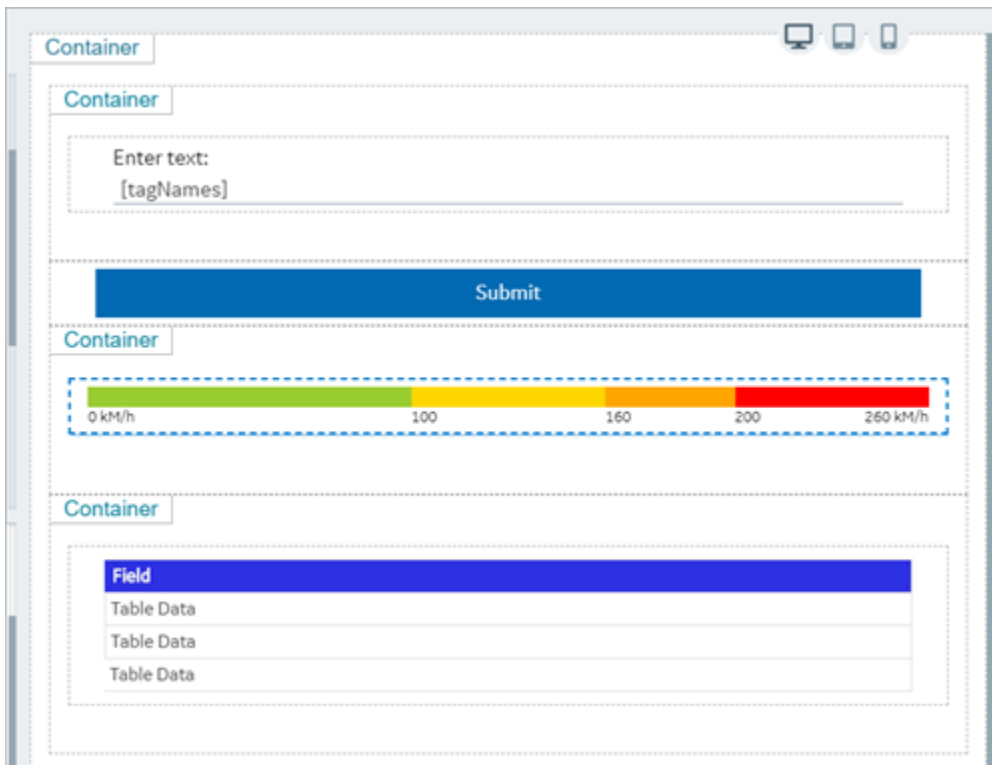 Container
Container
Enter text:
[tagNames]
Submit
Container
0 kM/h 100 160 200 260 kM/h
Container
Field
Table Data
Table Data
Table Data